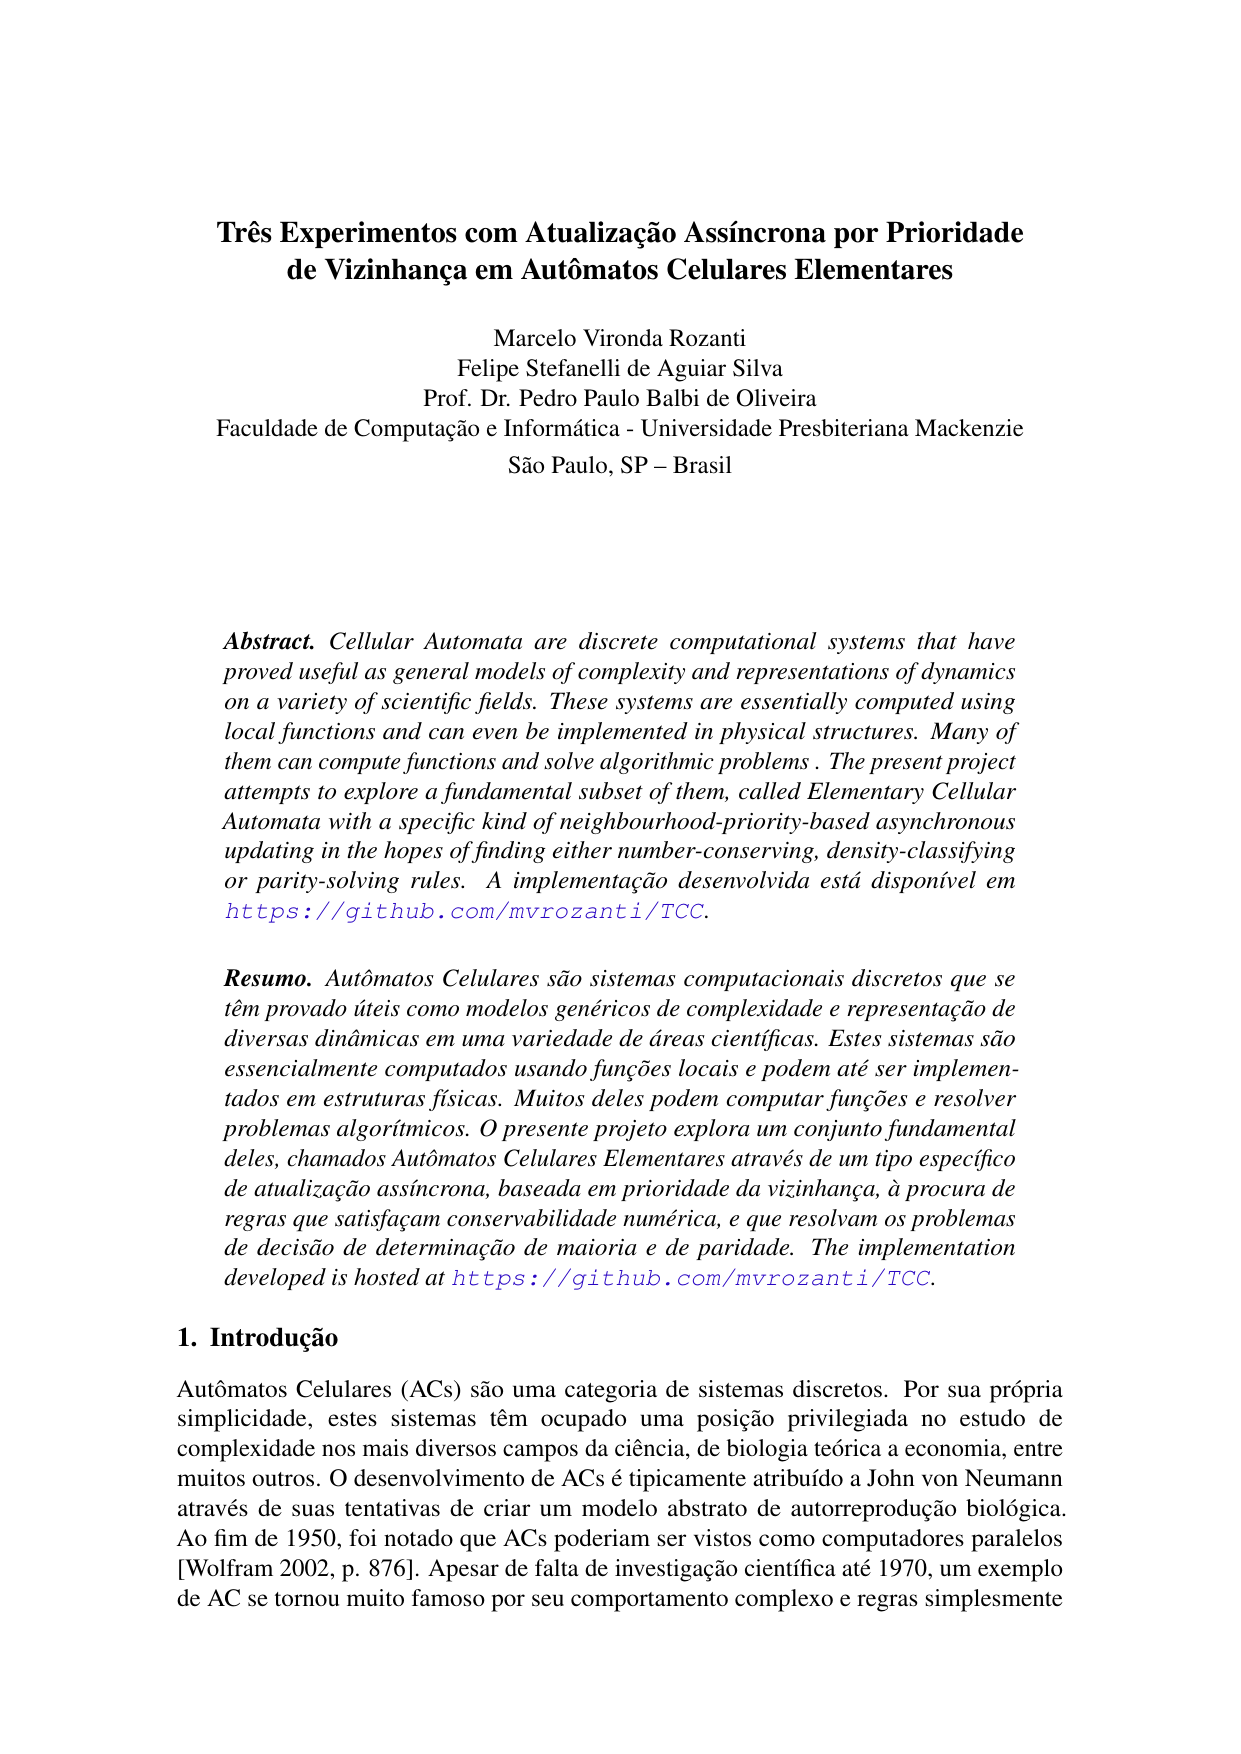 Três Experimentos com Atualização Assíncrona por Prioridade
de Vizinhança em Autômatos Celulares Elementares
Marcelo Vironda Rozanti
Felipe Stefanelli de Aguiar Silva
Prof. Dr. Pedro Paulo Balbi de Oliveira
Faculdade de Computação e Informática - Universidade Presbiteriana Mackenzie
São Paulo, SP – Brasil
Abstract. Cellular Automata are discrete computational systems that have
proved useful as general models of complexity and representations of dynamics
on a variety of scientific fields. These systems are essentially computed using
local functions and can even be implemented in physical structures. Many of
them can compute functions and solve algorithmic problems . The present project
attempts to explore a fundamental subset of them, called Elementary Cellular
Automata with a specific kind of neighbourhood-priority-based asynchronous
updating in the hopes of finding either number-conserving, density-classifying
or parity-solving rules. A implementação desenvolvida está disponível em
https://github.com/mvrozanti/TCC.
Resumo. Autômatos Celulares são sistemas computacionais discretos que se
têm provado úteis como modelos genéricos de complexidade e representação de
diversas dinâmicas em uma variedade de áreas científicas. Estes sistemas são
essencialmente computados usando funções locais e podem até ser implemen-
tados em estruturas físicas. Muitos deles podem computar funções e resolver
problemas algorítmicos. O presente projeto explora um conjunto fundamental
deles, chamados Autômatos Celulares Elementares através de um tipo específico
de atualização assíncrona, baseada em prioridade da vizinhança, à procura de
regras que satisfaçam conservabilidade numérica, e que resolvam os problemas
de decisão de determinação de maioria e de paridade. The implementation
developed is hosted at https://github.com/mvrozanti/TCC.
1. Introdução
Autômatos Celulares (ACs) são uma categoria de sistemas discretos. Por sua própria
simplicidade, estes sistemas têm ocupado uma posição privilegiada no estudo de
complexidade nos mais diversos campos da ciência, de biologia teórica a economia, entre
muitos outros. O desenvolvimento de ACs é tipicamente atribuído a John von Neumann
através de suas tentativas de criar um modelo abstrato de autorreprodução biológica.
Ao fim de 1950, foi notado que ACs poderiam ser vistos como computadores paralelos
[Wolfram 2002, p. 876]. Apesar de falta de investigação científica até 1970, um exemplo
de AC se tornou muito famoso por seu comportamento complexo e regras simplesmente